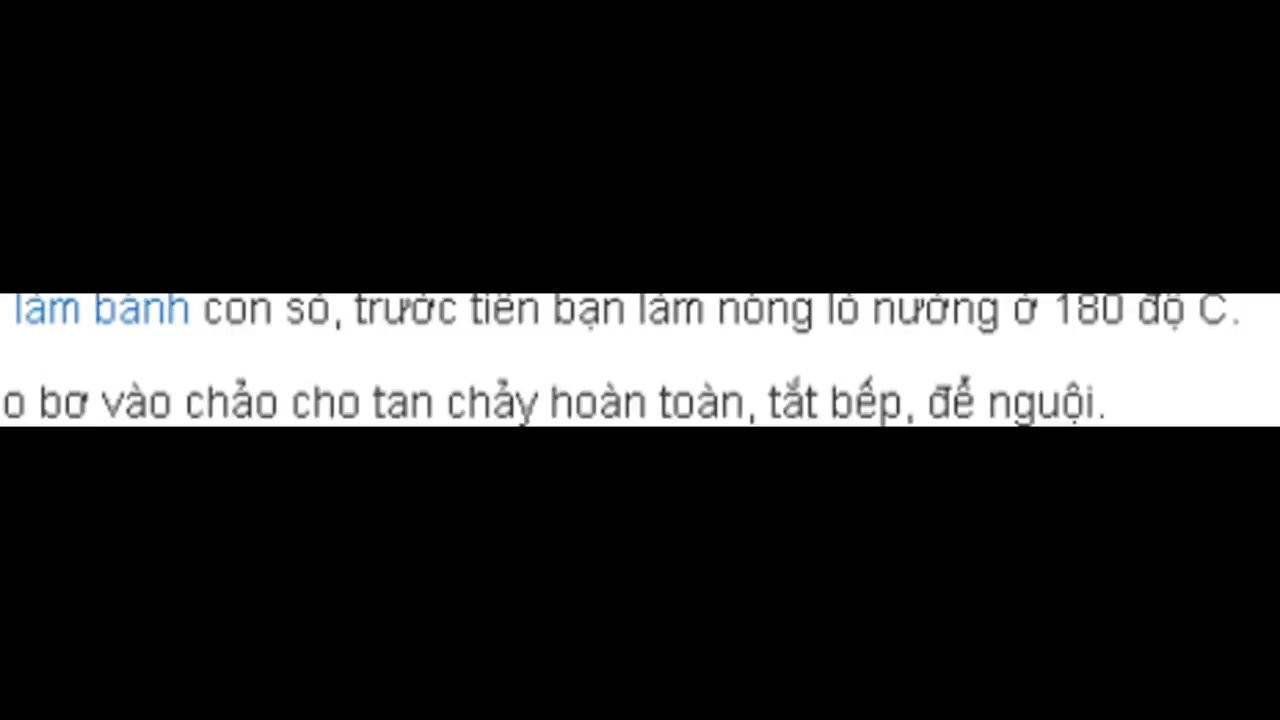 làm bánh con sò, trước tiên bạn làm nóng lò nướng ở 180 độ C.
o bơ vào chảo cho tan chảy hoàn toàn, tắt bếp, để nguội.